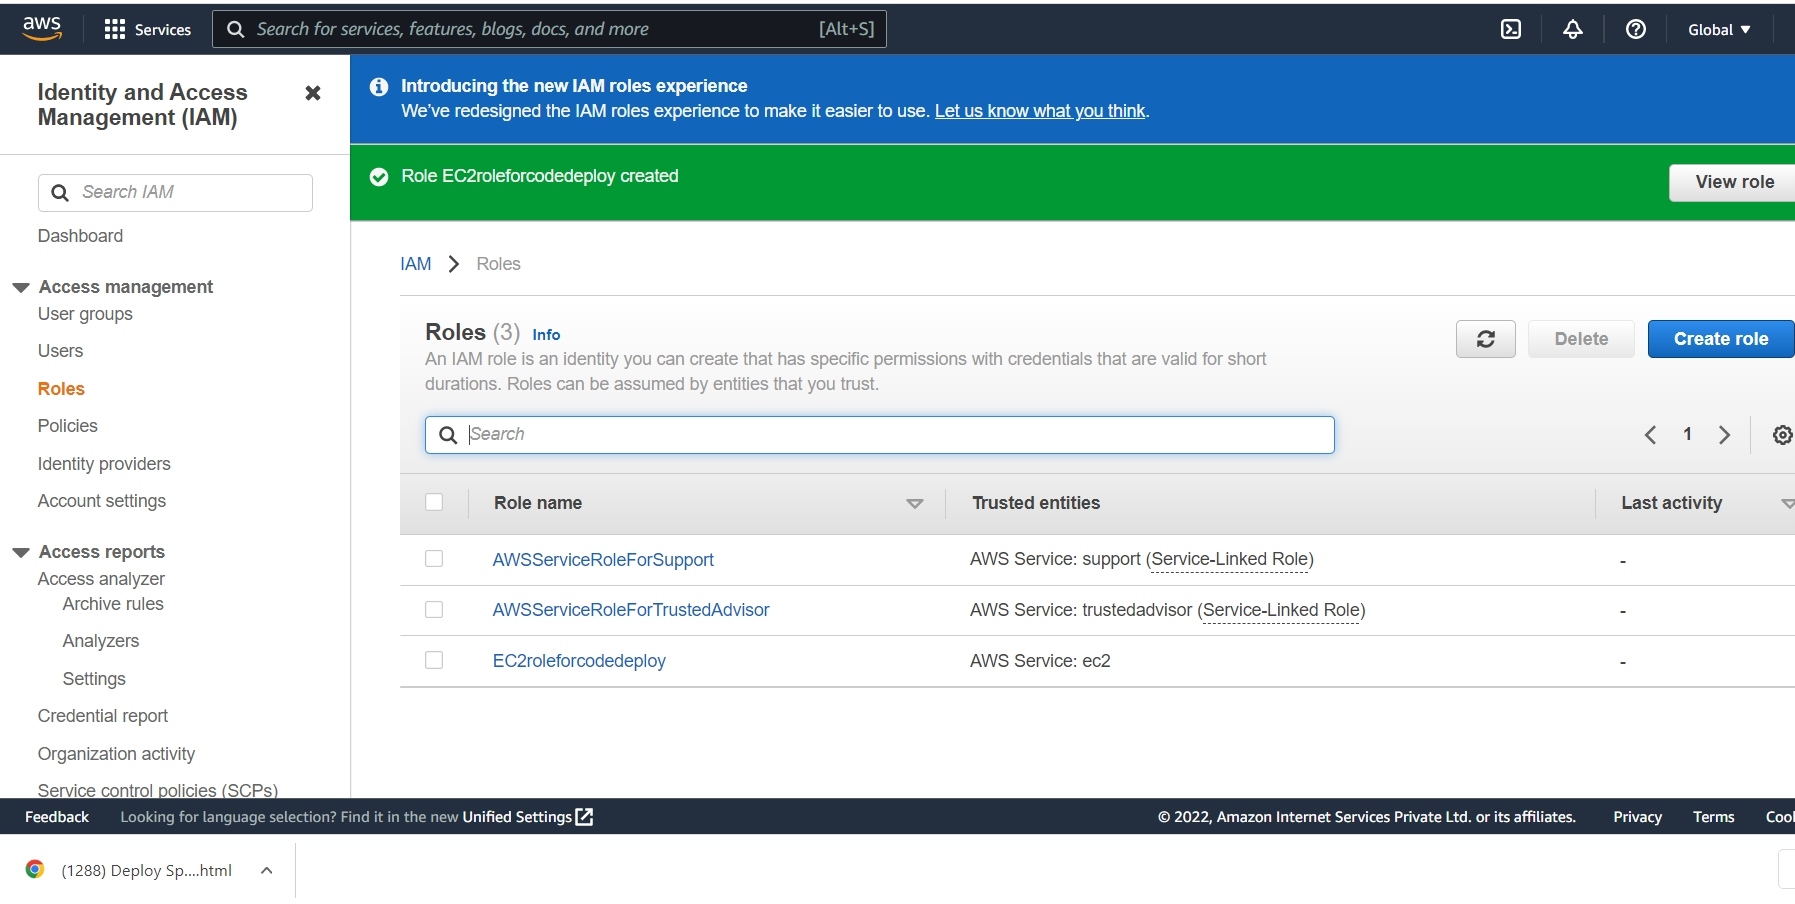 aws
Services
Search for services, features, blogs, docs, and more
[Alt+S]
Global
Identity and Access
Management (IAM)
Search IAM
Dashboard
Access management
User groups
Users
Roles
Policies
Identity providers
Account settings
Access reports
Access analyzer
Archive rules
Analyzers
Settings
Credential report
Organization activity
Service control policies (SCPs)
Introducing the new IAM roles experience
We've redesigned the IAM roles experience to make it easier to use. Let us know what you think.
Role EC2roleforcodedeploy created
View role
IAM Roles
Roles (3) Info
An IAM role is an identity you can create that has specific permissions with credentials that are valid for short
durations. Roles can be assumed by entities that you trust.
Delete
Create role
Search
1
Role name Trusted entities Last activity
AWSServiceRoleForSupport AWS Service: support (Service-Linked Role) -
AWSServiceRoleForTrustedAdvisor AWS Service: trustedadvisor (Service-Linked Role) -
EC2roleforcodedeploy AWS Service: ec2 -
Feedback Looking for language selection? Find it in the new Unified Settings © 2022, Amazon Internet Services Private Ltd. or its affiliates. Privacy Terms Coo
(1288) Deploy Sp....html